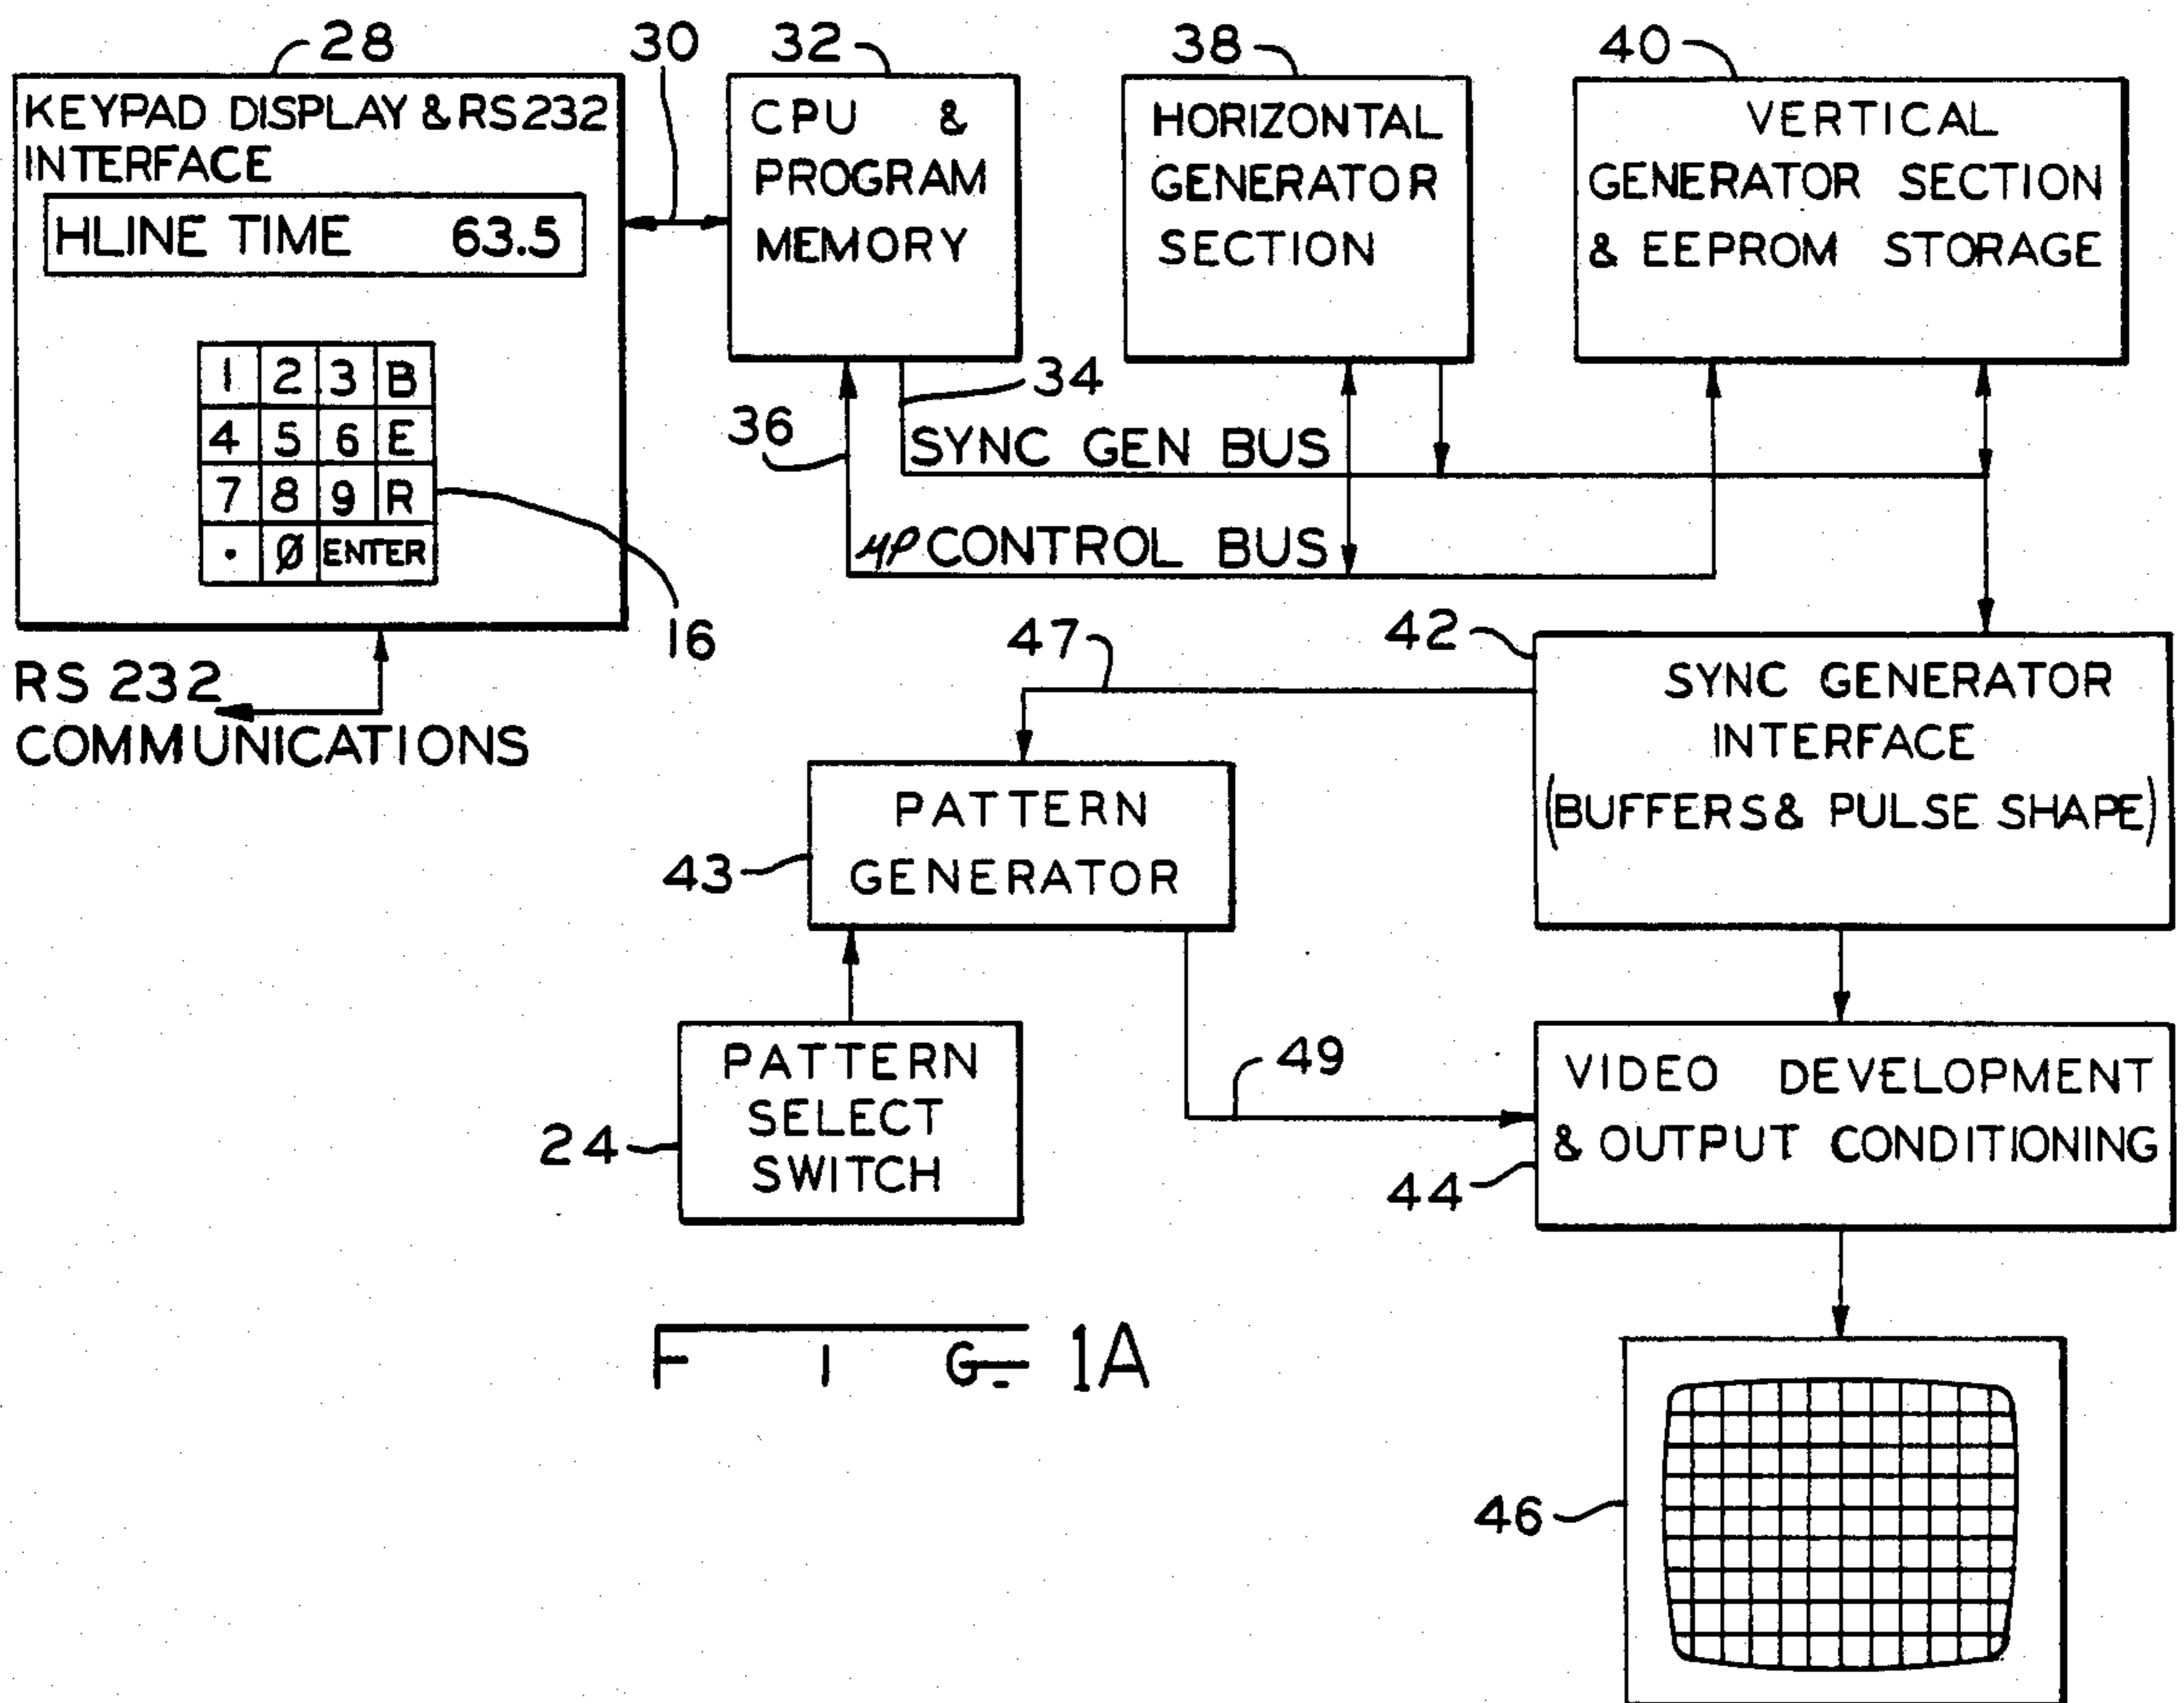 28
30
32
38
40
KEYPAD DISPLAY & RS 232
INTERFACE
HLINE TIME 63.5
1 2 3 B
4 5 6 E
7 8 9 R
. Ø ENTER
16
RS 232
COMMUNICATIONS
CPU &
PROGRAM
MEMORY
HORIZONTAL
GENERATOR
SECTION
VERTICAL
GENERATOR SECTION
& EEPROM STORAGE
34
36
SYNC GEN BUS
μP CONTROL BUS
47
42
SYNC GENERATOR
INTERFACE
(BUFFERS & PULSE SHAPE)
PATTERN
GENERATOR
43
PATTERN
SELECT
SWITCH
24
49
VIDEO DEVELOPMENT
& OUTPUT CONDITIONING
44
46
FIG_ 1A